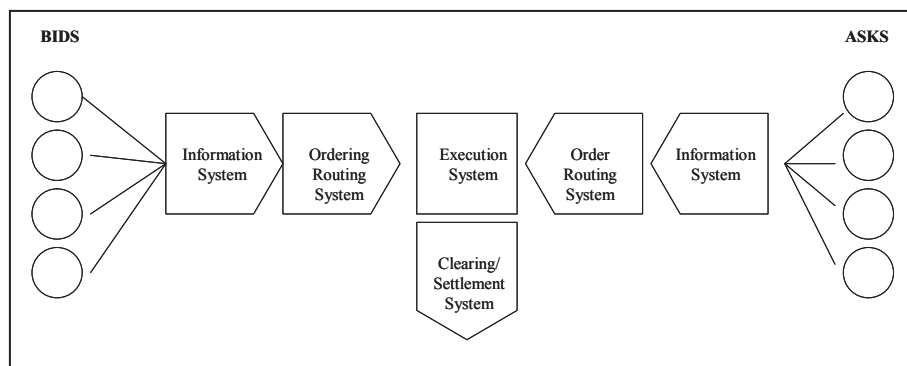 BIDS
ASKS
Information
System
Ordering
Routing
System
Execution
System
Order
Routing
System
Information
System
Clearing/
Settlement
System